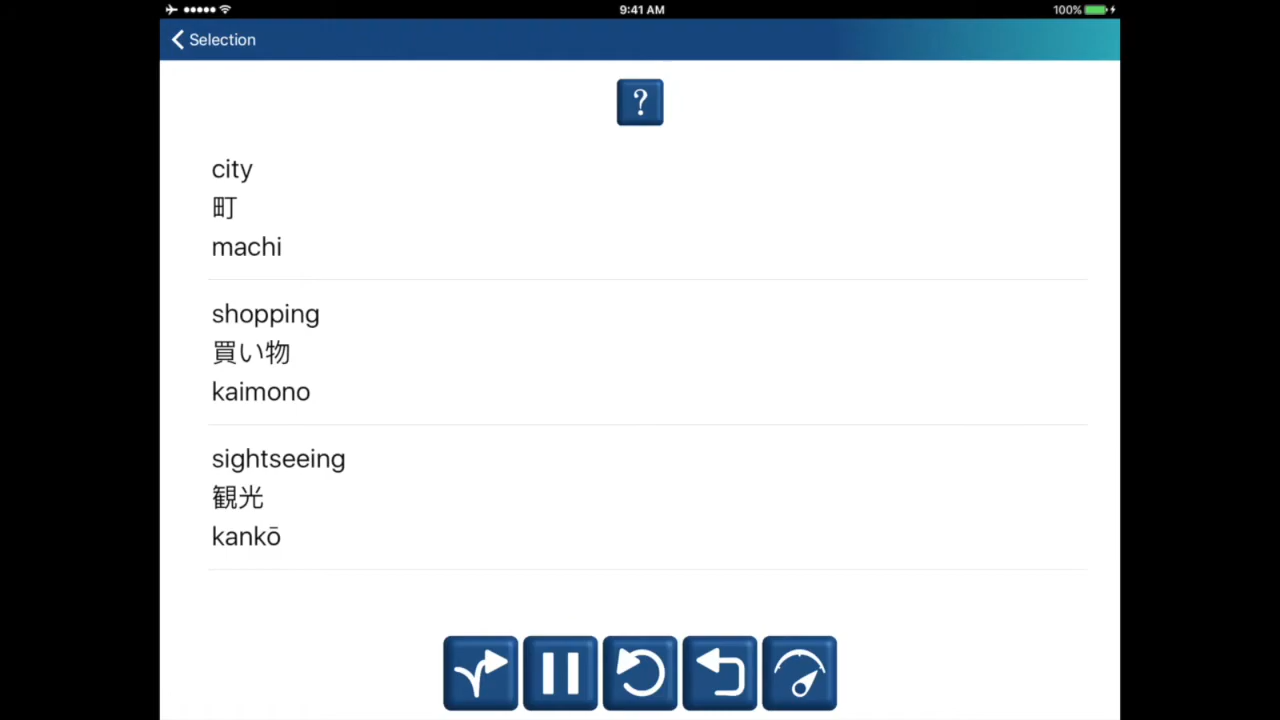 9:41 AM
100%
Selection
?
city
町
machi
shopping
買い物
kaimono
sightseeing
観光
kankō